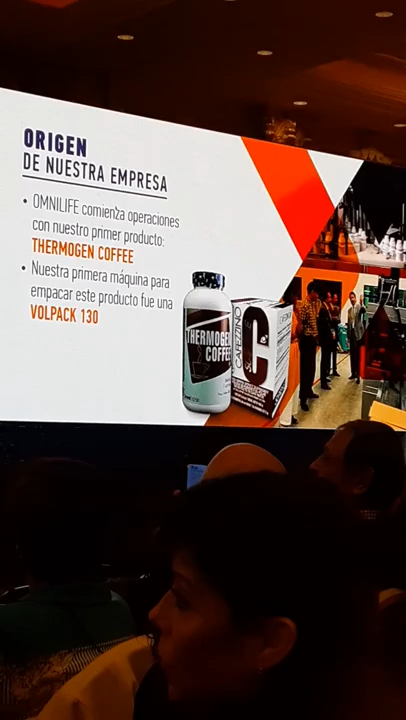 ORIGEN
DE NUESTRA EMPRESA
• OMNILIFE comienza operaciones
con nuestro primer producto:
THERMOGEN COFFEE
• Nuestra primera máquina para
empacar este producto fue una
VOLPACK 130
THERMOGEN
COFFEE
CAFEZZINO
C